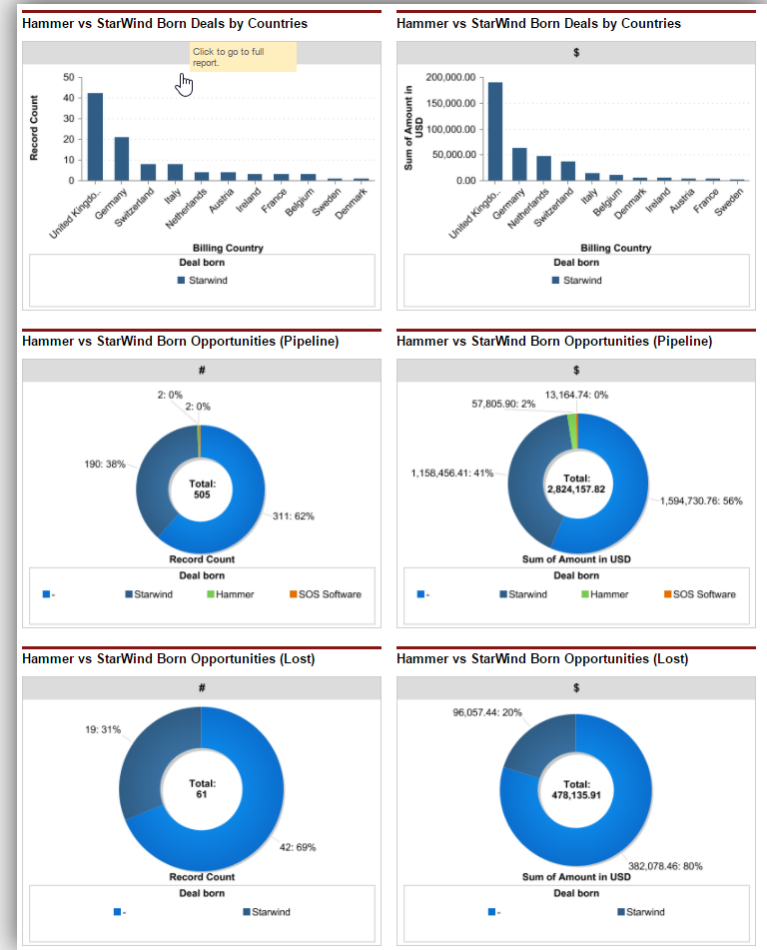 Hammer vs StarWind Born Deals by Countries
Click to go to full
report.
Record Count
50
40
30
20
10
0
United Kingdo..
Germany
Switzerland
Italy
Netherlands
Austria
Ireland
France
Belgium
Sweden
Denmark
Billing Country
Deal born
Starwind
Hammer vs StarWind Born Deals by Countries
$
Sum of Amount in
USD
200,000.00
150,000.00
100,000.00
50,000.00
0.00
United Kingdo..
Germany
Netherlands
Switzerland
Italy
Belgium
Denmark
Ireland
Austria
France
Sweden
Billing Country
Deal born
Starwind
Hammer vs StarWind Born Opportunities (Pipeline)
#
2: 0%
2: 0%
190: 38%
Total:
505
311: 62%
Record Count
Deal born
-
Starwind
Hammer
SOS Software
Hammer vs StarWind Born Opportunities (Pipeline)
$
13,164.74: 0%
57,805.90: 2%
1,158,456.41: 41%
Total:
2,824,157.82
1,594,730.76: 56%
Sum of Amount in USD
Deal born
-
Starwind
Hammer
SOS Software
Hammer vs StarWind Born Opportunities (Lost)
#
19: 31%
Total:
61
42: 69%
Record Count
Deal born
-
Starwind
Hammer vs StarWind Born Opportunities (Lost)
$
96,057.44: 20%
Total:
478,135.91
382,078.46: 80%
Sum of Amount in USD
Deal born
-
Starwind